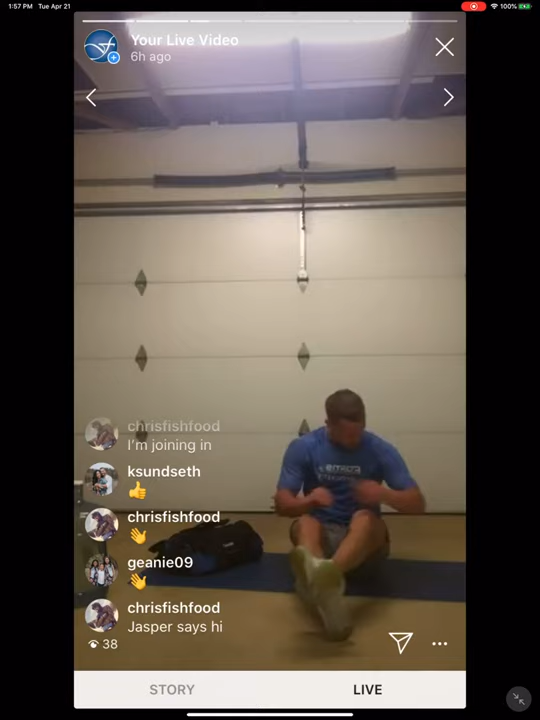 1:57 PM Tue Apr 21
100%
Your Live Video
6h ago
chrisfishfood
I'm joining in
ksundseth
👍
chrisfishfood
👋
geanie09
👋
chrisfishfood
Jasper says hi
38
STORY
LIVE